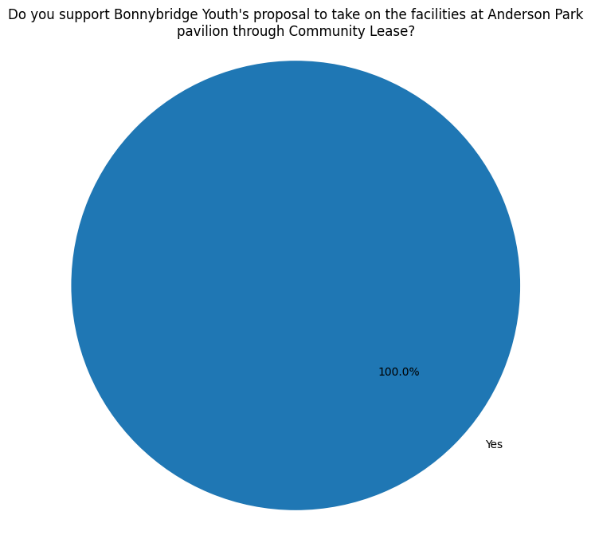 Do you support Bonnybridge Youth's proposal to take on the facilities at Anderson Park
pavilion through Community Lease?
100.0%
Yes